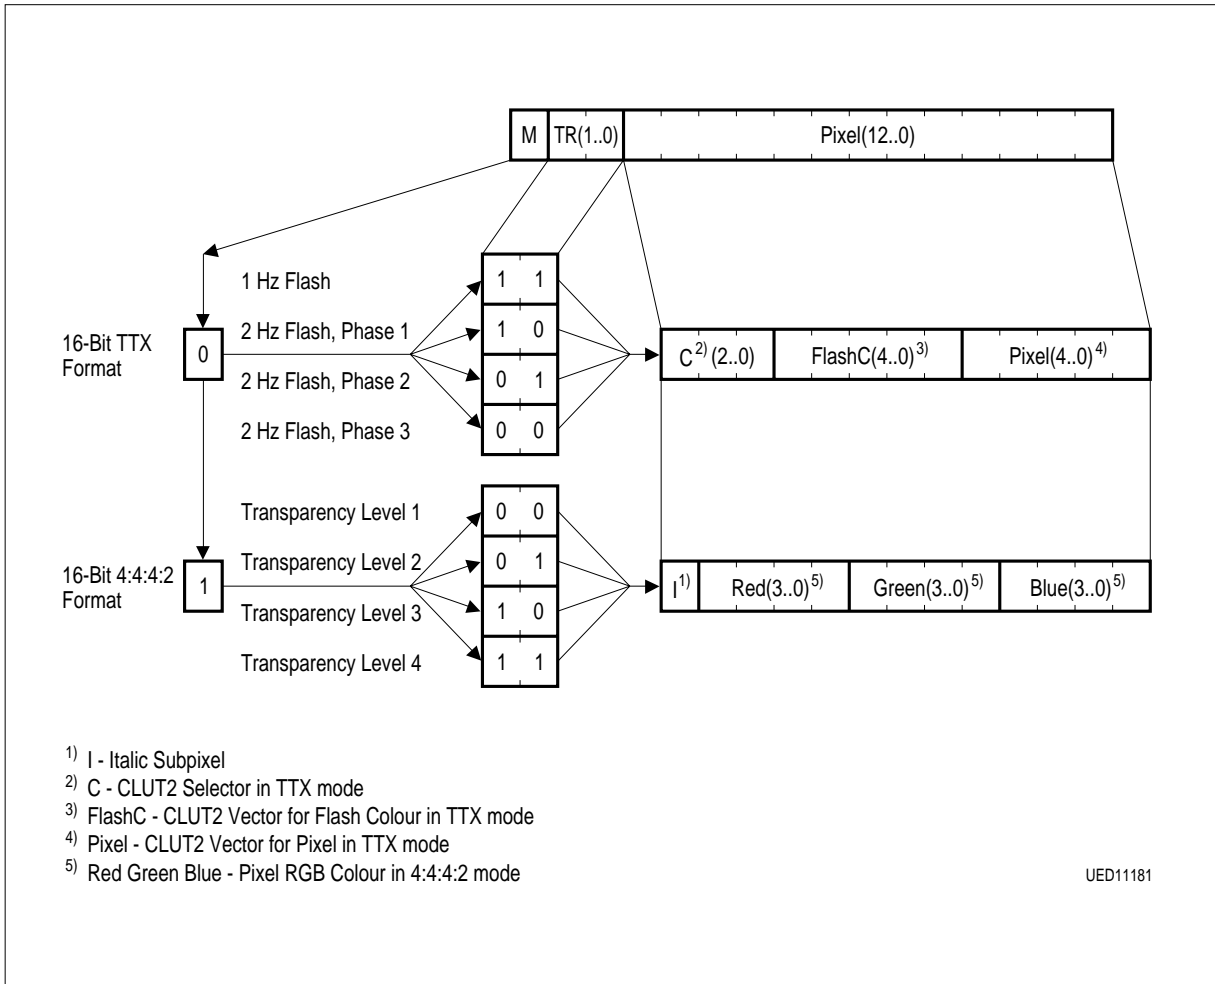 M TR(1..0) Pixel(12..0)
1 Hz Flash
1 1
2 Hz Flash, Phase 1
1 0
16-Bit TTX
Format
0
C2) (2..0) FlashC(4..0)3) Pixel(4..0)4)
2 Hz Flash, Phase 2
0 1
2 Hz Flash, Phase 3
0 0
Transparency Level 1
0 0
Transparency Level 2
0 1
16-Bit 4:4:4:2
Format
1
I1) Red(3..0)5) Green(3..0)5) Blue(3..0)5)
Transparency Level 3
1 0
Transparency Level 4
1 1
1) I - Italic Subpixel
2) C - CLUT2 Selector in TTX mode
3) FlashC - CLUT2 Vector for Flash Colour in TTX mode
4) Pixel - CLUT2 Vector for Pixel in TTX mode
5) Red Green Blue - Pixel RGB Colour in 4:4:4:2 mode
UED11181